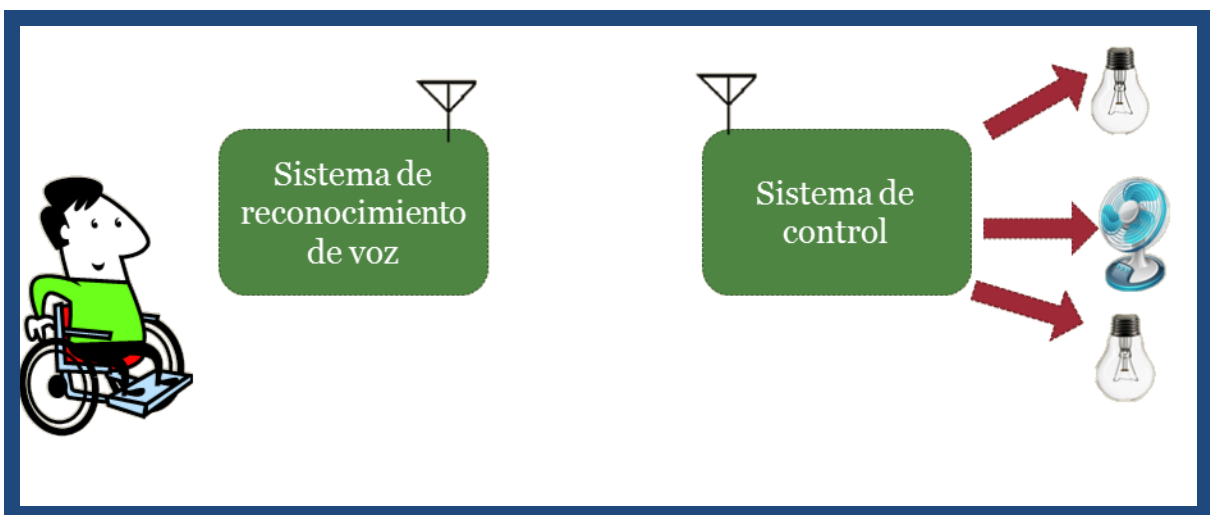 Sistema de
reconocimiento
de voz
Sistema de
control